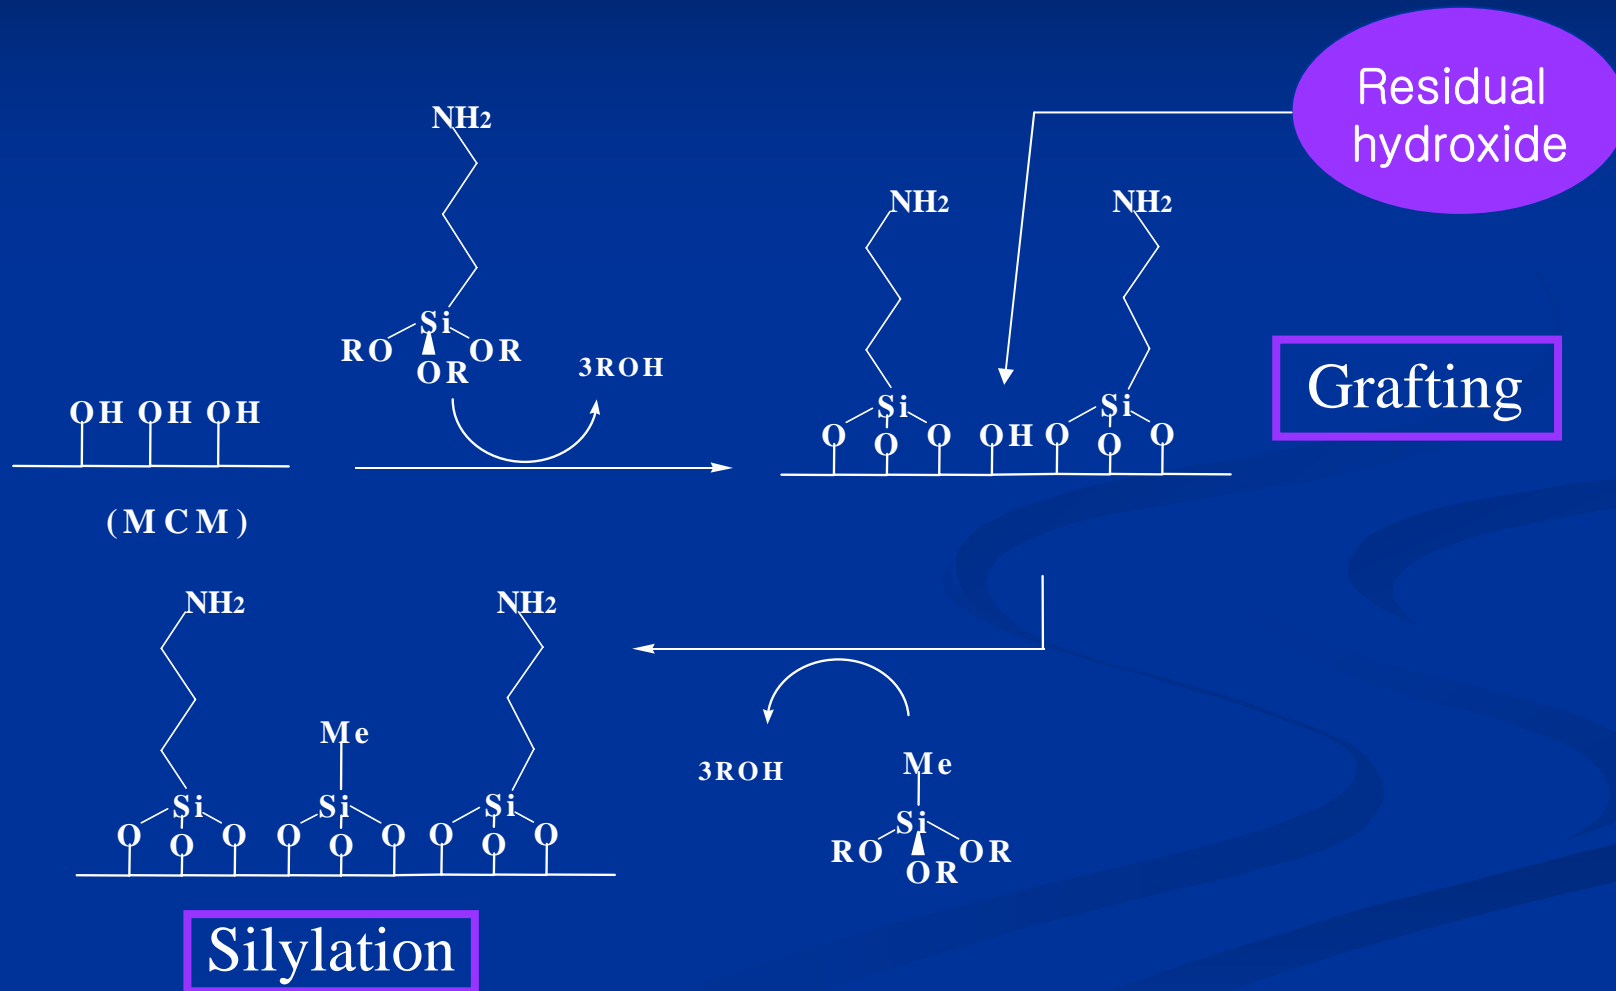 Residual
hydroxide
NH2
Si
RO OR
OR
3ROH
OH OH OH
(MCM)
NH2 NH2
Si Si
O O O OH O O O
Grafting
NH2 NH2
Me
Si Si Si
O O O O O O O O O
3ROH
Me
Si
RO OR
OR
Silylation